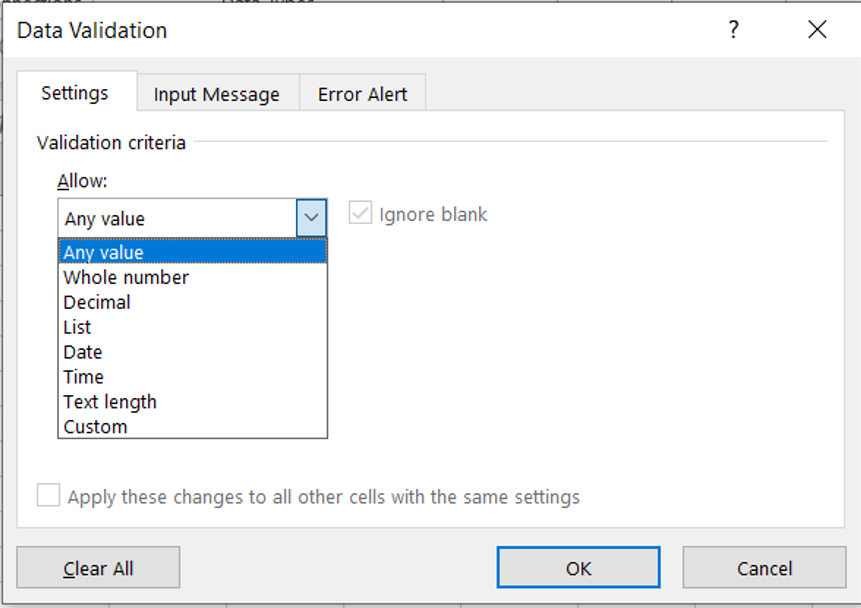 Data Validation ?
Settings Input Message Error Alert
Validation criteria
Allow:
Any value Ignore blank
Any value
Whole number
Decimal
List
Date
Time
Text length
Custom
Apply these changes to all other cells with the same settings
Clear All OK Cancel